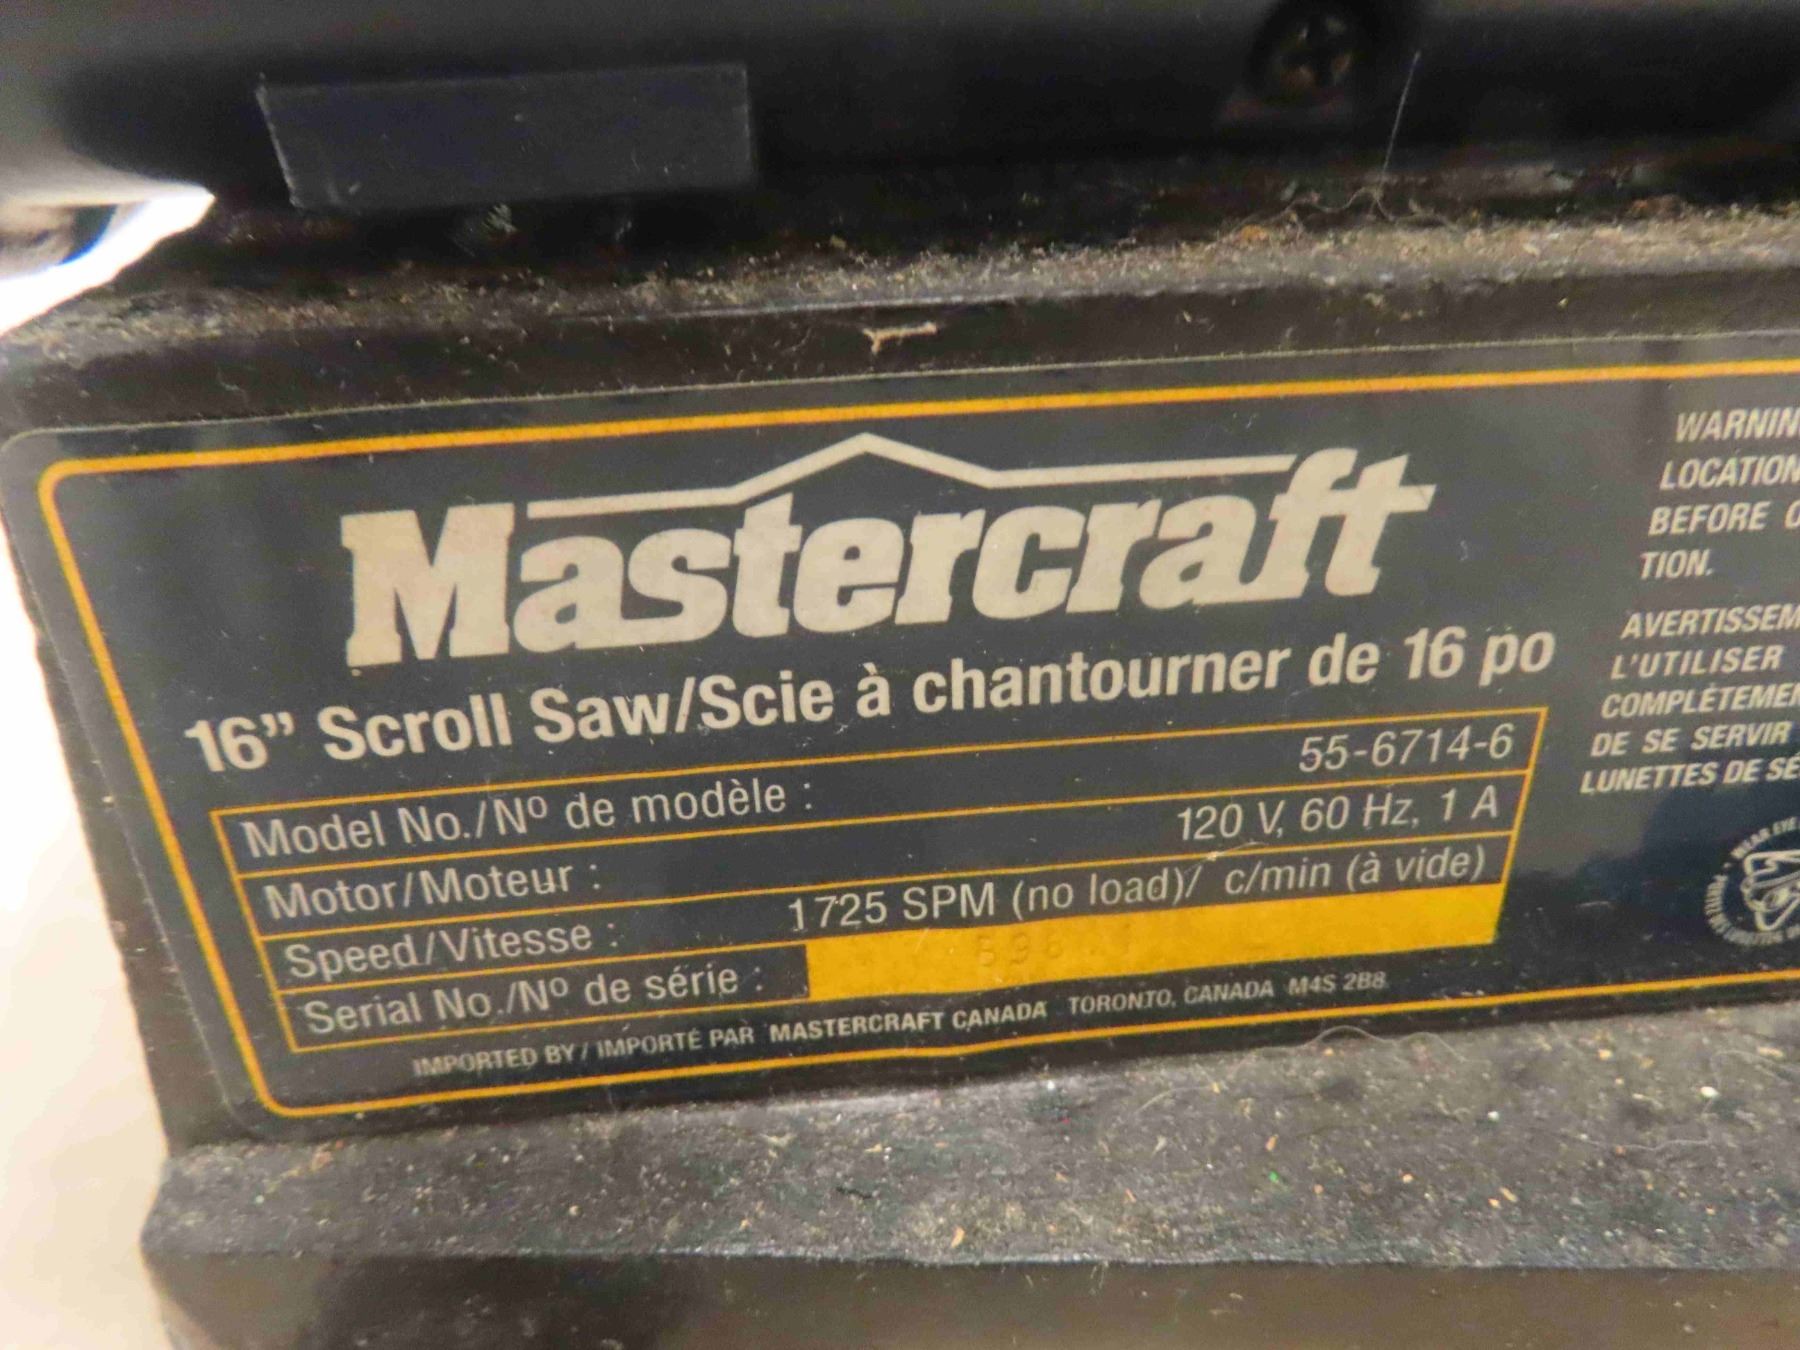 Mastercraft
16" Scroll Saw/Scie à chantourner de 16 po
Model No./Nº de modèle : 55-6714-6
Motor/Moteur : 120 V, 60 Hz, 1 A
Speed/Vitesse : 1725 SPM (no load)/ c/min (à vide)
Serial No./Nº de série :
IMPORTED BY / IMPORTÉ PAR MASTERCRAFT CANADA TORONTO, CANADA M4S 2B8
WARNIN
LOCATION
BEFORE
TION.
AVERTISSEM
L'UTILISER
COMPLÈTEMEN
DE SE SERVIR
LUNETTES DE SÉ
WEAR EYE